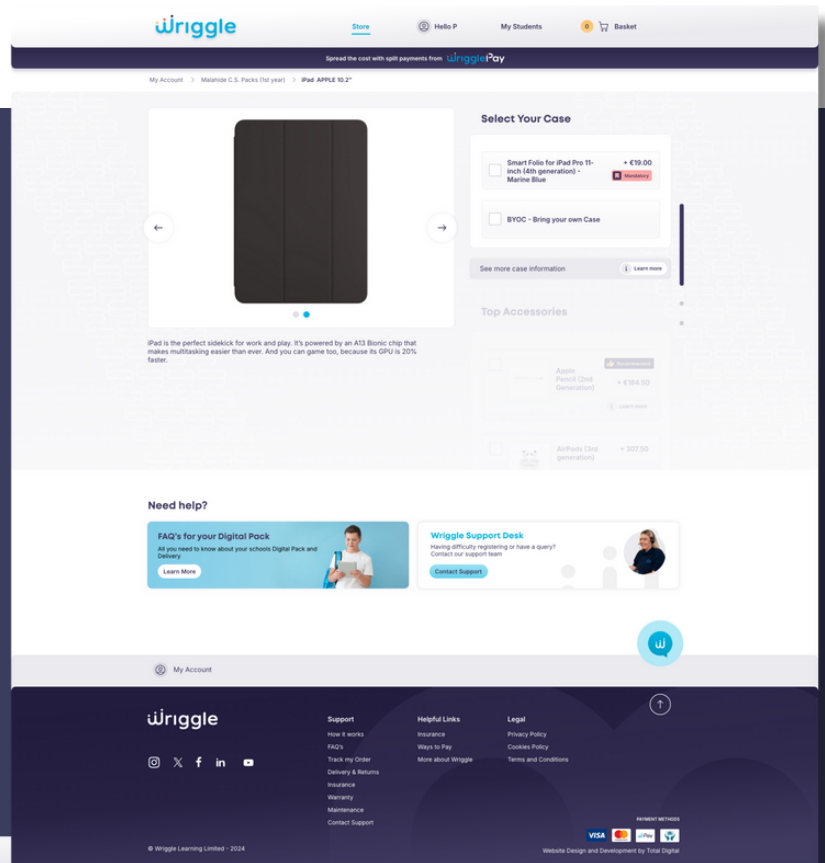 wriggle
Store
Hello P
My Students
0
Basket
Spread the cost with split payments from wrigglePay
My Account > Malahide C.S. Packs (1st year) > iPad APPLE 10.2"
Select Your Case
Smart Folio for iPad Pro 11-
inch (4th generation) -
Marine Blue
+ €19.00
Mandatory
BYOC - Bring your own Case
See more case information
i Learn more
Top Accessories
Recommended
Apple
Pencil (2nd
Generation)
+ €184.50
i Learn more
AirPods (3rd
generation)
+ 207.50
iPad is the perfect sidekick for work and play. It's powered by an A13 Bionic chip that
makes multitasking easier than ever. And you can game too, because its GPU is 20%
faster.
Need help?
FAQ's for your Digital Pack
All you need to know about your schools Digital Pack and
Delivery
Learn More
Wriggle Support Desk
Having difficulty registering or have a query?
Contact our support team
Contact Support
My Account
wriggle
Support
How it works
FAQ's
Track my Order
Delivery & Returns
Insurance
Warranty
Maintenance
Contact Support
Helpful Links
Insurance
Ways to Pay
More about Wriggle
Legal
Privacy Policy
Cookies Policy
Terms and Conditions
PAYMENT METHODS
VISA
© Wriggle Learning Limited - 2024
Website Design and Development by Total Digital